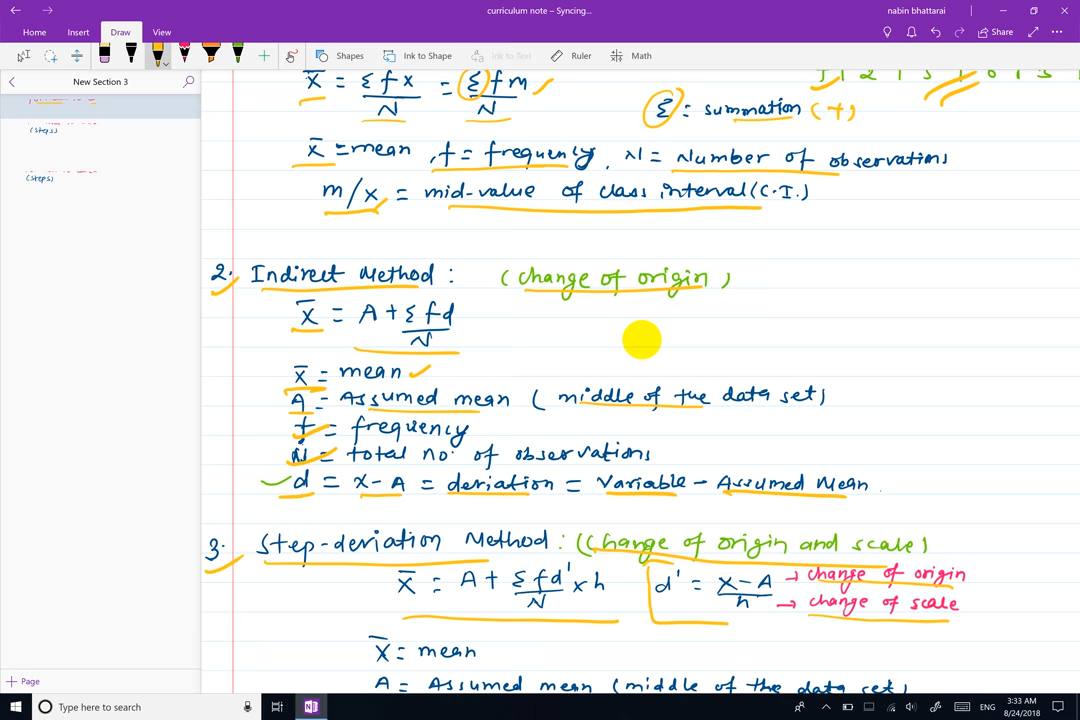 curriculum note – Syncing...
nabin bhattarai
Home Insert Draw View
Share
Shapes Ink to Shape Ink to Text Ruler Math
New Section 3
(steps)
(steps)
x̄ = Σfx/N = Σfm/N
Σ : summation (+)
x̄ = mean, f = frequency, N = Number of observations
m/x = mid-value of class interval (C.I.)
2. Indirect Method : (change of origin)
x̄ = A + Σfd/N
x̄ = mean
A = Assumed mean (middle of the data set)
f = frequency
N = total no. of observations
d = x - A = deviation = Variable - Assumed Mean.
3. Step-deviation Method : (change of origin and scale)
x̄ = A + Σfd'/N × h d' = x-A/h → change of origin
→ change of scale
x̄ = mean
A = Assumed mean (middle of the data set)
Page
Type here to search
ENG
3:33 AM
8/24/2018